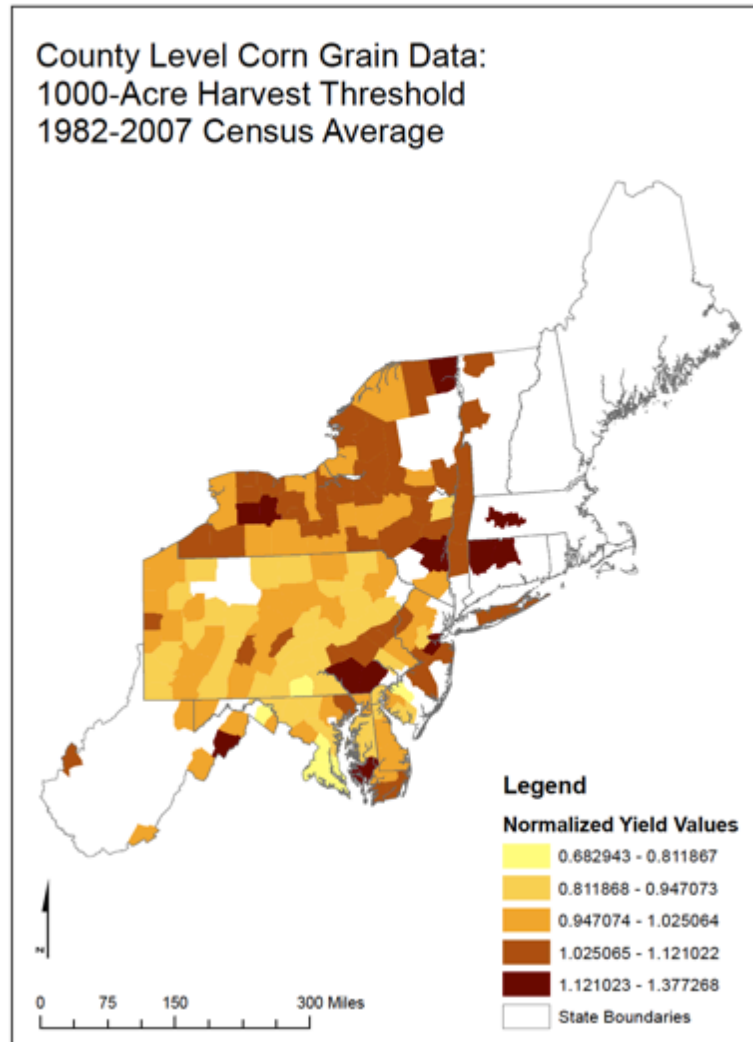 County Level Corn Grain Data:
1000-Acre Harvest Threshold
1982-2007 Census Average
Legend
Normalized Yield Values
0.682943 - 0.811867
0.811868 - 0.947073
0.947074 - 1.025064
1.025065 - 1.121022
1.121023 - 1.377268
State Boundaries
N
0 75 150 300 Miles